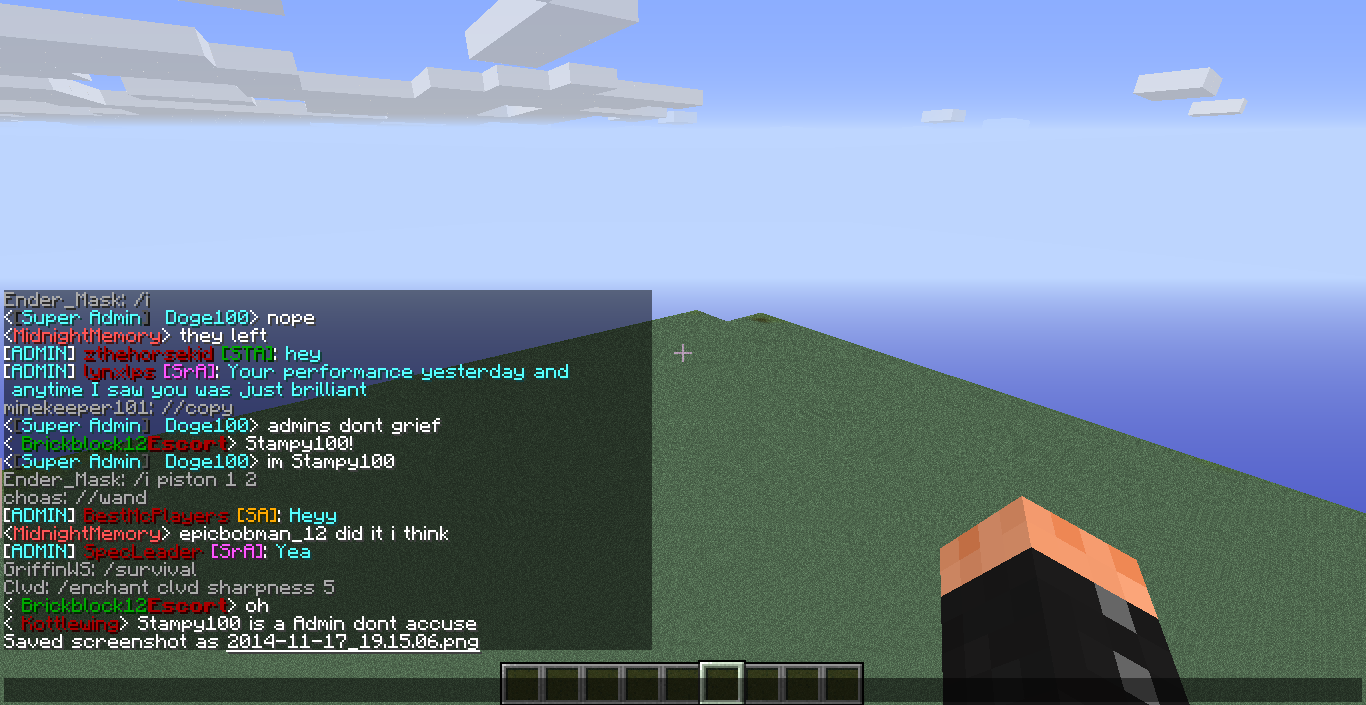 Ender_Mask: /i
<[Super Admin] Doge100> nope
<MidnightMemory> they left
[ADMIN] zthehorsekid [STA]: hey
[ADMIN] lynxlps [SrA]: Your performance yesterday and
anytime I saw you was just brilliant
minekeeper101: //copy
<[Super Admin] Doge100> admins dont grief
< Brickblock12Escort> Stampy100!
<[Super Admin] Doge100> im Stampy100
Ender_Mask: /i piston 1 2
choas: //wand
[ADMIN] BestMcPlayers [SA]: Heyy
<MidnightMemory> epicbobman_12 did it i think
[ADMIN] SpecLeader [SrA]: Yea
GriffinWS: /survival
Clvd: /enchant clvd sharpness 5
< Brickblock12Escort> oh
< Kottlewing> Stampy100 is a Admin dont accuse
Saved screenshot as 2014-11-17_19.15.06.png